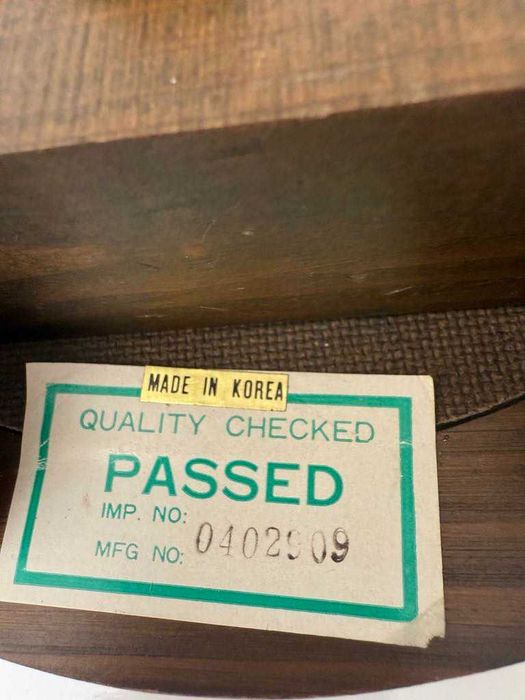 MADE IN KOREA
QUALITY CHECKED
PASSED
IMP. NO:
MFG NO: 0402909